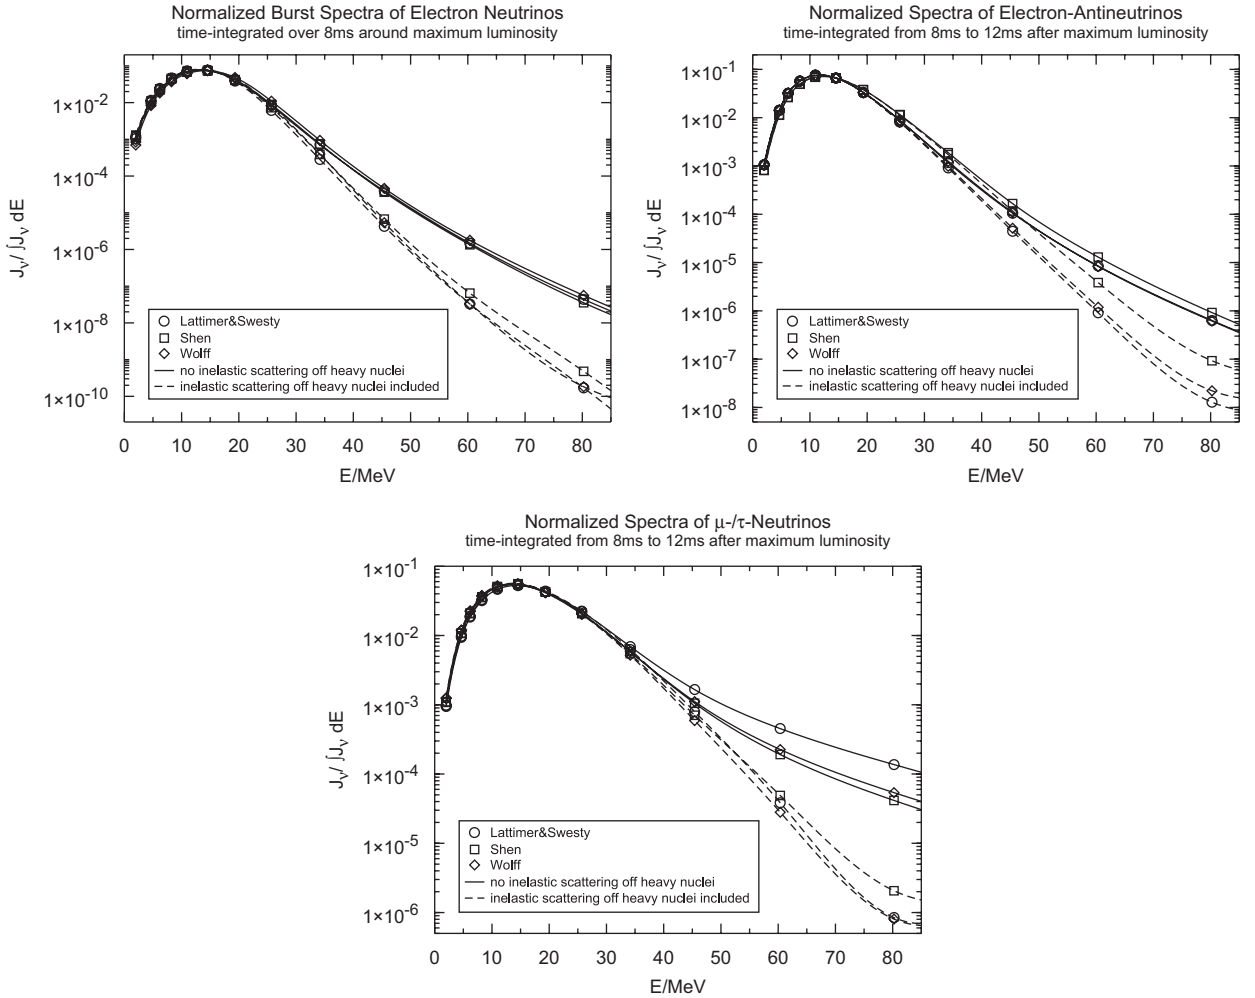 Normalized Burst Spectra of Electron Neutrinos
time-integrated over 8ms around maximum luminosity
1×10⁻²
1×10⁻⁴
1×10⁻⁶
1×10⁻⁸
1×10⁻¹⁰
J_ν/ ∫J_ν dE
Lattimer&Swesty
Shen
Wolff
no inelastic scattering off heavy nuclei
inelastic scattering off heavy nuclei included
0 10 20 30 40 50 60 70 80
E/MeV
Normalized Spectra of Electron-Antineutrinos
time-integrated from 8ms to 12ms after maximum luminosity
1×10⁻¹
1×10⁻²
1×10⁻³
1×10⁻⁴
1×10⁻⁵
1×10⁻⁶
1×10⁻⁷
1×10⁻⁸
J_ν/ ∫J_ν dE
Lattimer&Swesty
Shen
Wolff
no inelastic scattering off heavy nuclei
inelastic scattering off heavy nuclei included
0 10 20 30 40 50 60 70 80
E/MeV
Normalized Spectra of μ-/τ-Neutrinos
time-integrated from 8ms to 12ms after maximum luminosity
1×10⁻¹
1×10⁻²
1×10⁻³
1×10⁻⁴
1×10⁻⁵
1×10⁻⁶
J_ν/ ∫J_ν dE
Lattimer&Swesty
Shen
Wolff
no inelastic scattering off heavy nuclei
inelastic scattering off heavy nuclei included
0 10 20 30 40 50 60 70 80
E/MeV